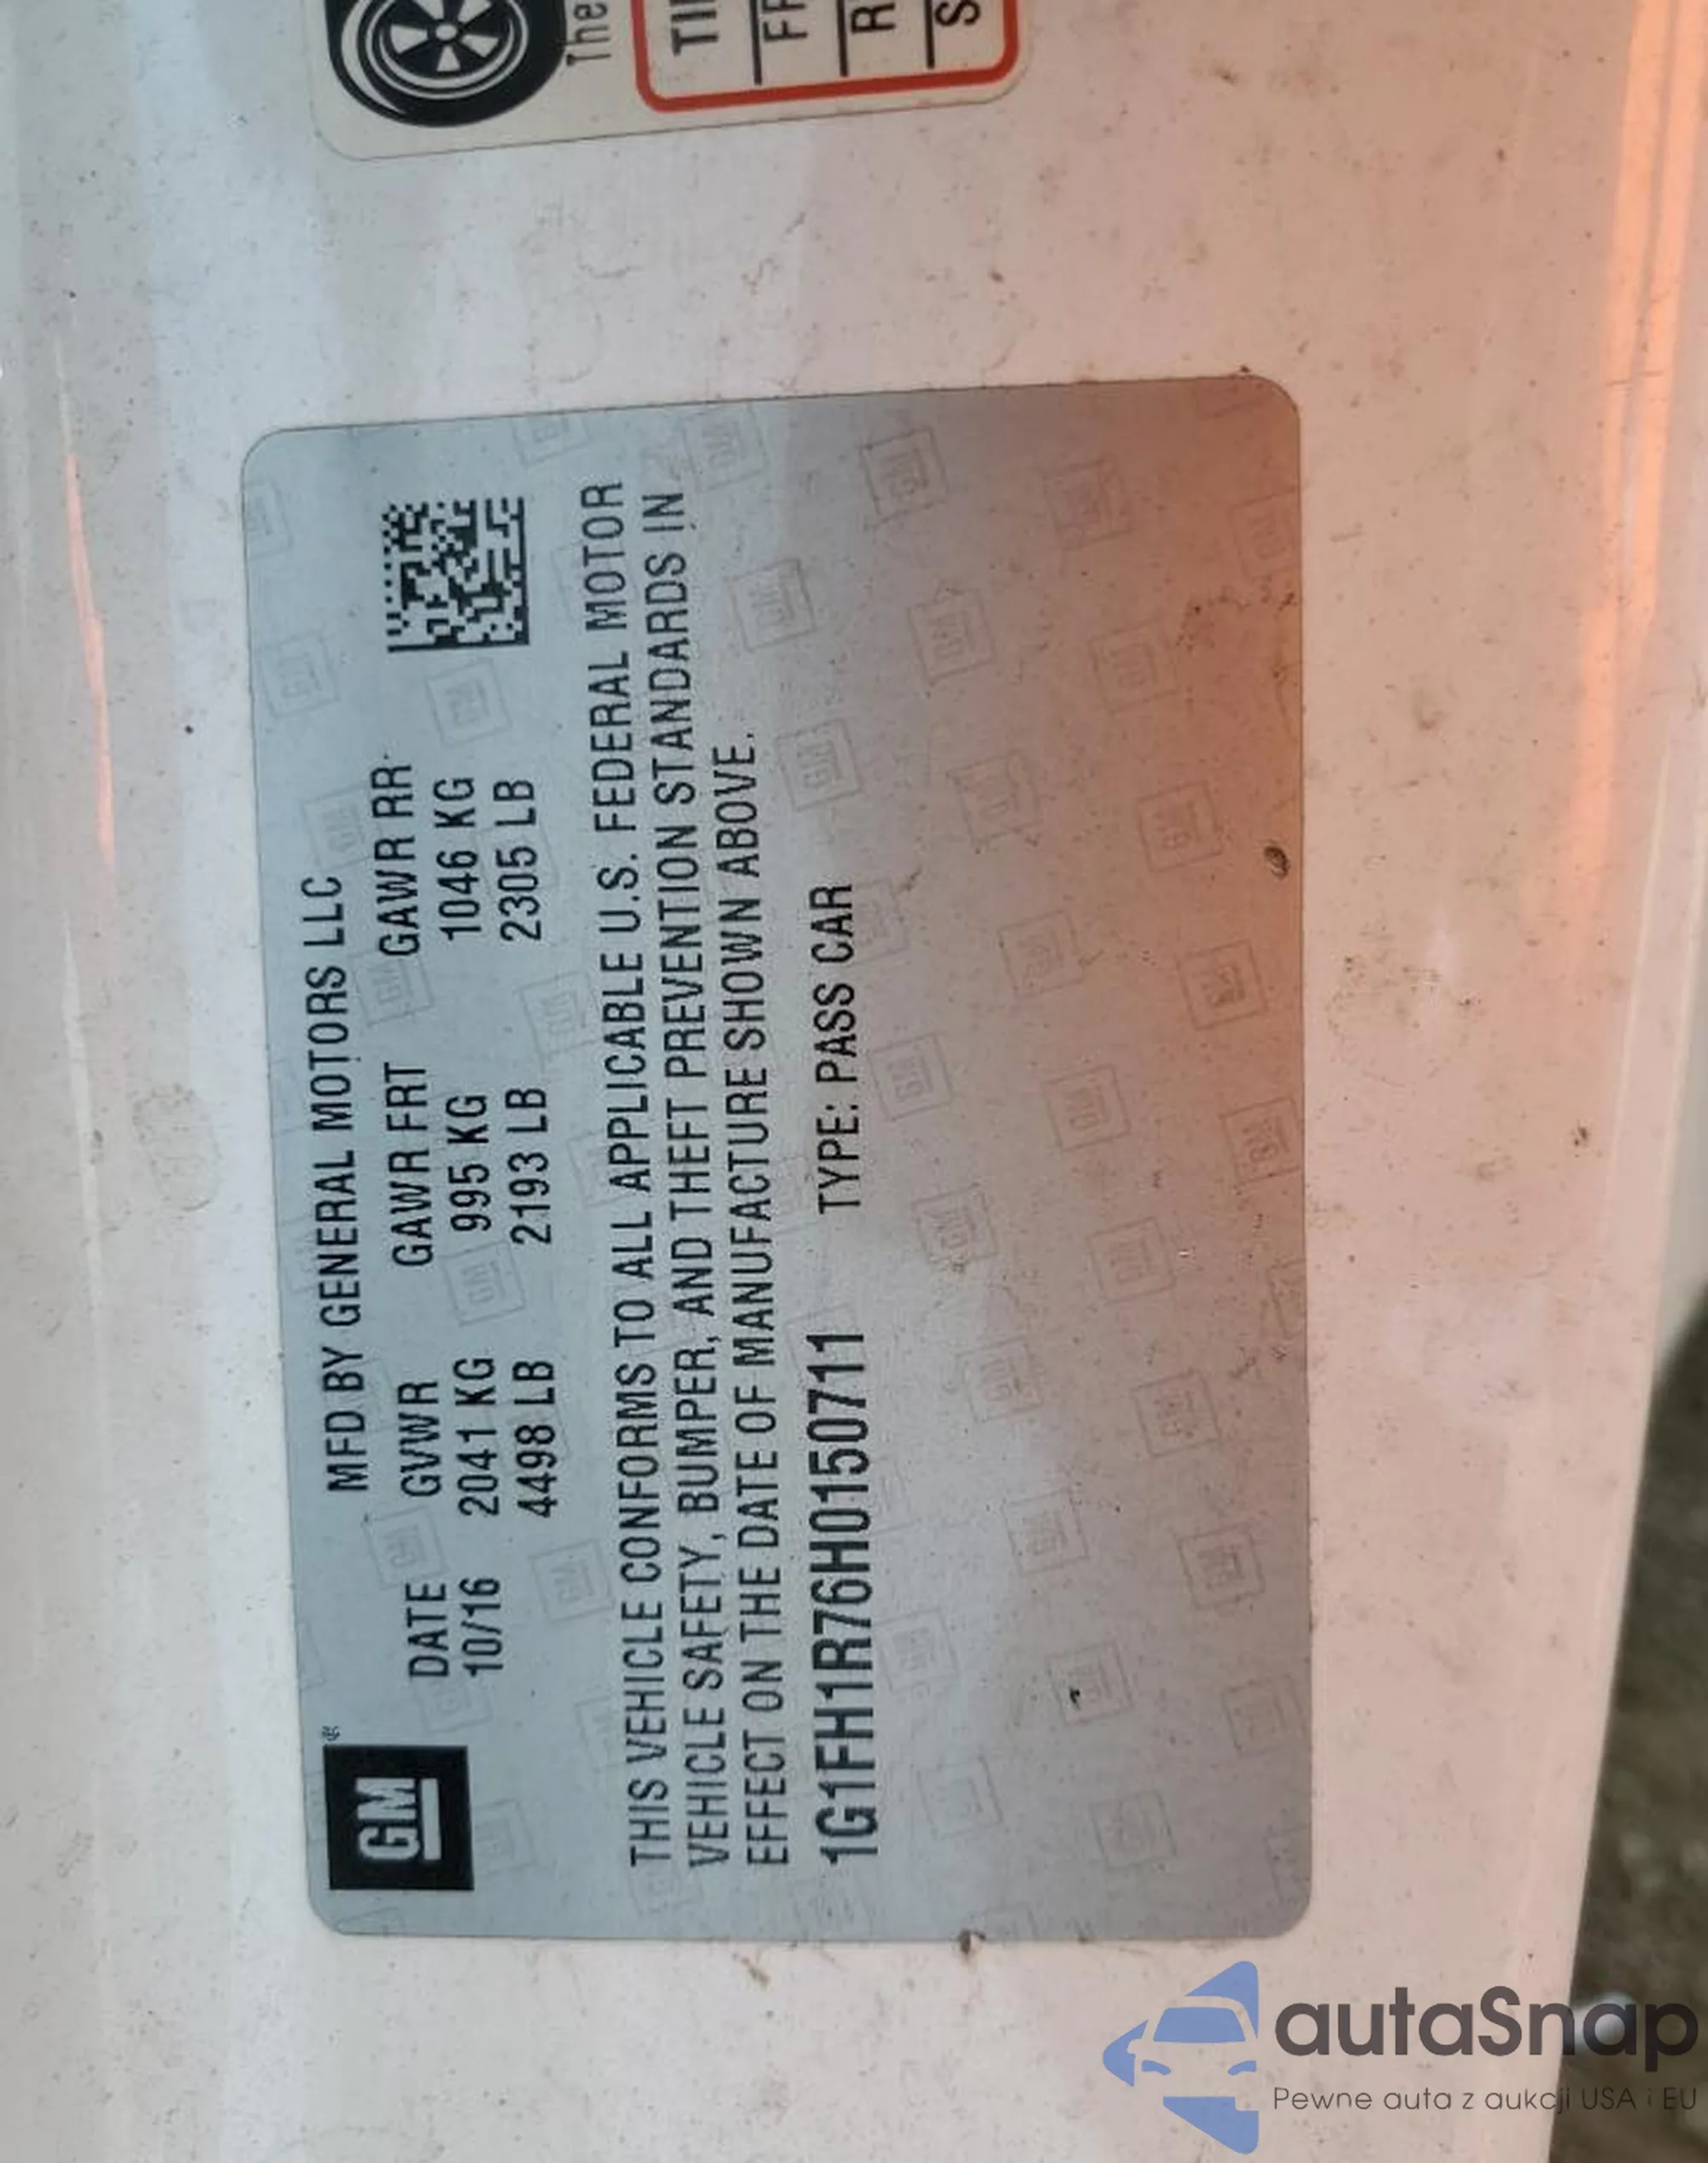 The
TI
FR
R
S
GM®
MFD BY GENERAL MOTORS LLC
DATE GVWR GAWR FRT GAWR RR
10/16 2041 KG 995 KG 1046 KG
4498 LB 2193 LB 2305 LB
THIS VEHICLE CONFORMS TO ALL APPLICABLE U.S. FEDERAL MOTOR
VEHICLE SAFETY, BUMPER, AND THEFT PREVENTION STANDARDS IN
EFFECT ON THE DATE OF MANUFACTURE SHOWN ABOVE.
1G1FH1R76H0150711 TYPE: PASS CAR
autaSnap
Pewne auta z aukcji USA i EU